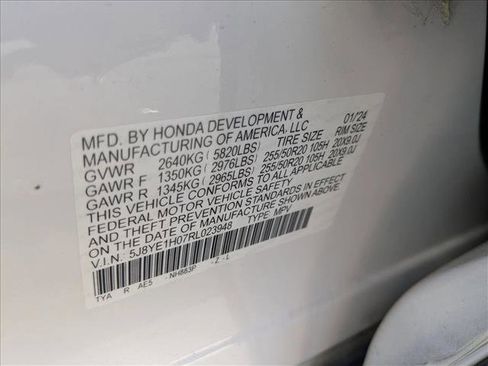 MFD. BY HONDA DEVELOPMENT & 01/24
MANUFACTURING OF AMERICA, LLC
GVWR 2640KG (5820LBS) TIRE SIZE RIM SIZE
GAWR F 1350KG (2976LBS) 255/50R20 105H 20X9.0J
GAWR R 1345KG (2965LBS) 255/50R20 105H 20X9.0J
THIS VEHICLE CONFORMS TO ALL APPLICABLE
FEDERAL MOTOR VEHICLE SAFETY
AND THEFT PREVENTION STANDARDS IN EFFECT
ON THE DATE OF MANUFACTURE SHOWN ABOVE.
V.I.N. 5J8YE1H07RL023948 TYPE: MPV
TYA R AE5 NH883P -Z-L